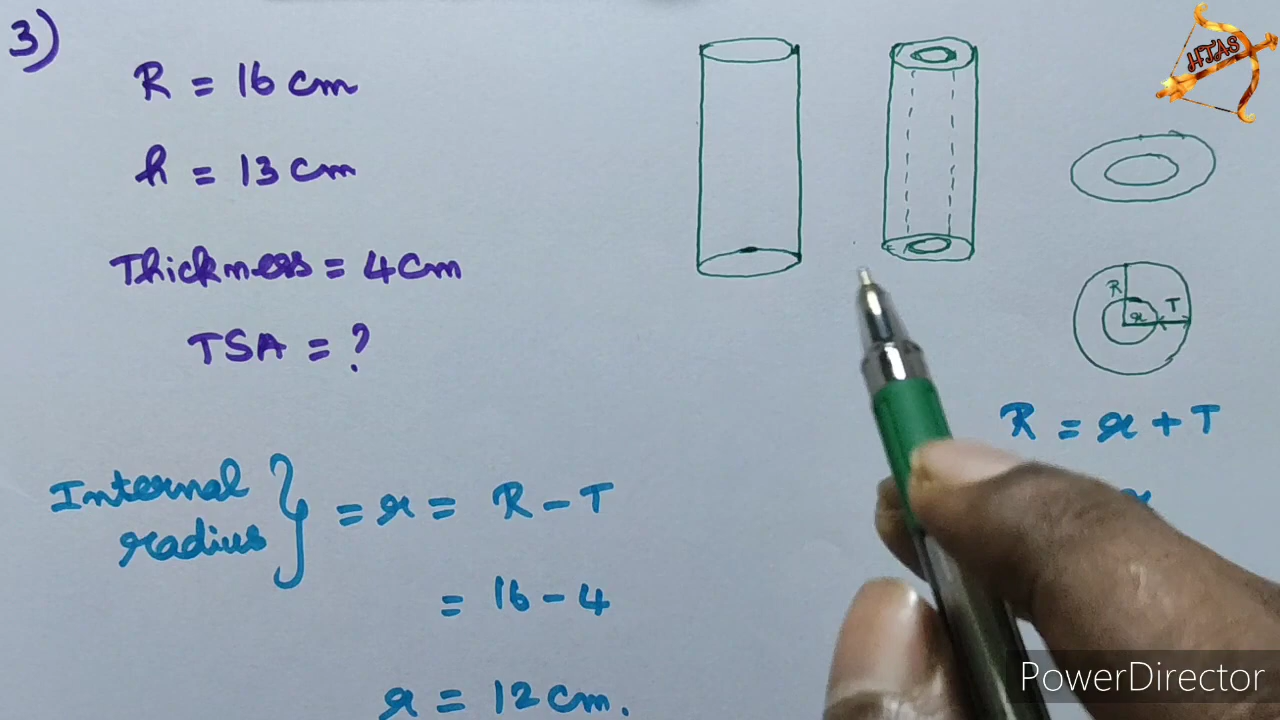 3)
R = 16 cm
h = 13 cm
Thickness = 4 cm
TSA = ?
Internal radius } = r = R - T
= 16 - 4
r = 12 cm.
HTAS
R
r
T
R = r + T
r
PowerDirector